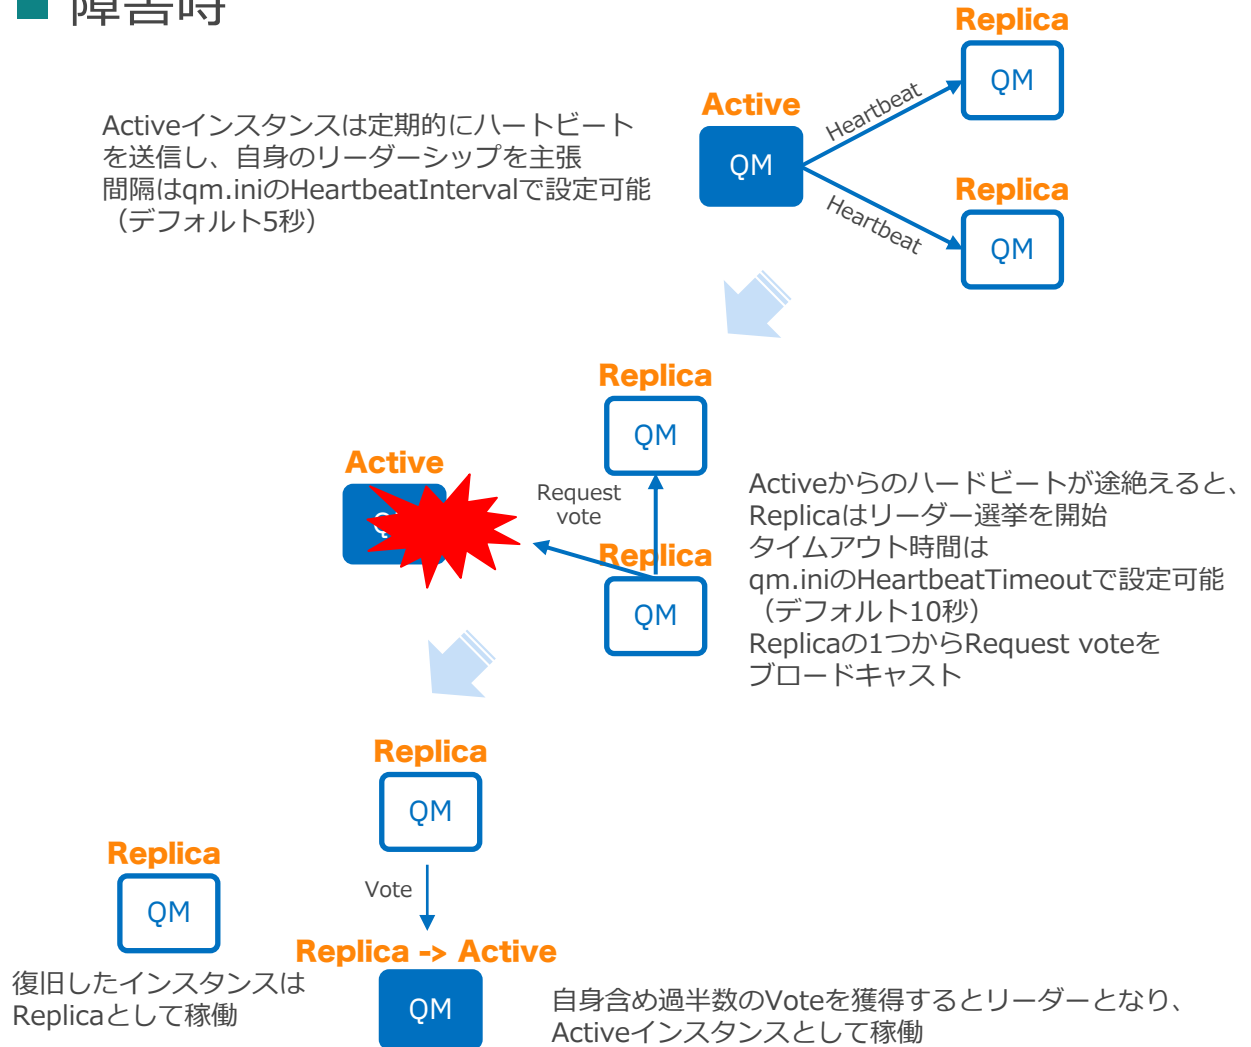 障害時
Replica
QM
Active
QM
Heartbeat
Heartbeat
Replica
QM
Activeインスタンスは定期的にハートビート
を送信し、自身のリーダーシップを主張
間隔はqm.iniのHeartbeatIntervalで設定可能
（デフォルト5秒）
Replica
QM
Active
Request
vote
Replica
QM
Activeからのハードビートが途絶えると、
Replicaはリーダー選挙を開始
タイムアウト時間は
qm.iniのHeartbeatTimeoutで設定可能
（デフォルト10秒）
Replicaの1つからRequest voteを
ブロードキャスト
Replica
QM
Replica
QM
Vote
Replica -> Active
QM
復旧したインスタンスは
Replicaとして稼働
自身含め過半数のVoteを獲得するとリーダーとなり、
Activeインスタンスとして稼働